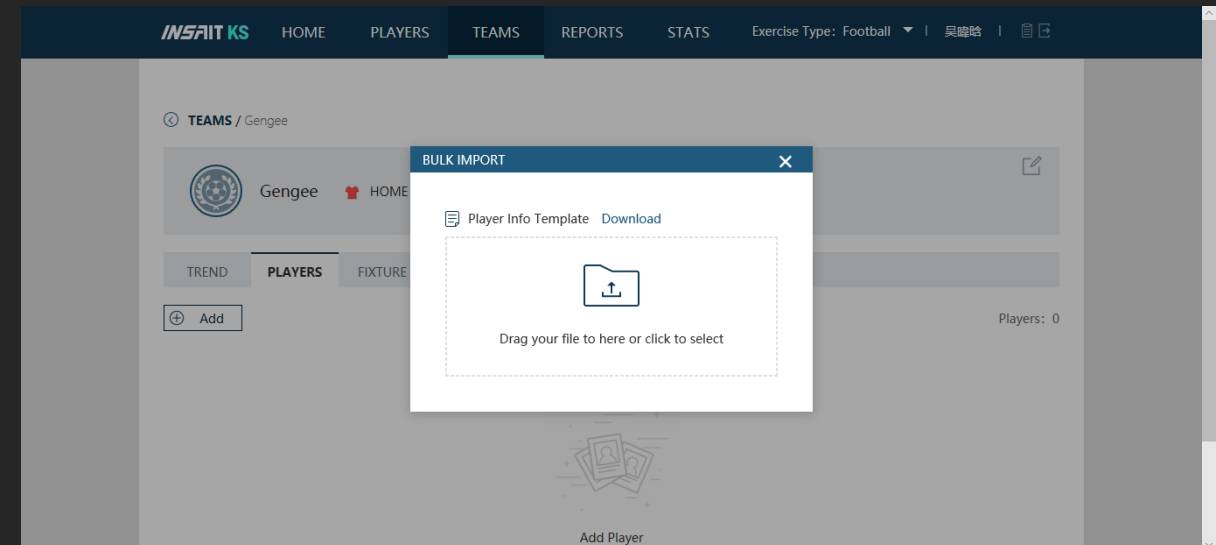 INSAIT KS HOME PLAYERS TEAMS REPORTS STATS Exercise Type: Football 吴暐晗
TEAMS / Gengee
BULK IMPORT
Gengee HOME
Player Info Template Download
TREND PLAYERS FIXTURE
Add Players: 0
Drag your file to here or click to select
Add Player